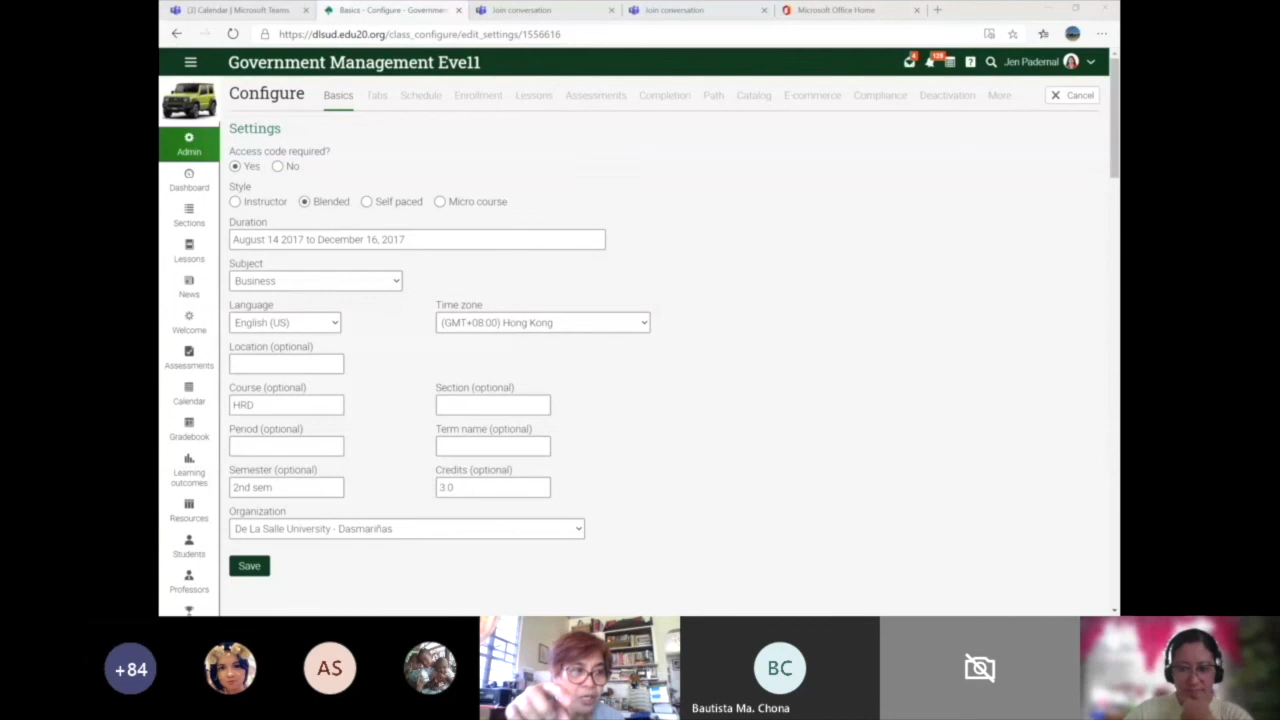 (3) Calendar | Microsoft Teams
Basics - Configure - Governmen
Join conversation
Join conversation
Microsoft Office Home
https://dlsud.edu20.org/class_configure/edit_settings/1556616
Government Management Eve11
4
129
Jen Padernal
Configure
Basics
Tabs
Schedule
Enrollment
Lessons
Assessments
Completion
Path
Catalog
E-commerce
Compliance
Deactivation
More
Cancel
Admin
Dashboard
Sections
Lessons
News
Welcome
Assessments
Calendar
Gradebook
Learning
outcomes
Resources
Students
Professors
Settings
Access code required?
Yes No
Style
Instructor Blended Self paced Micro course
Duration
August 14 2017 to December 16, 2017
Subject
Business
Language Time zone
English (US) (GMT+08:00) Hong Kong
Location (optional)
Course (optional) Section (optional)
HRD
Period (optional) Term name (optional)
Semester (optional) Credits (optional)
2nd sem 3.0
Organization
De La Salle University - Dasmariñas
Save
+84
AS
BC
Bautista Ma. Chona